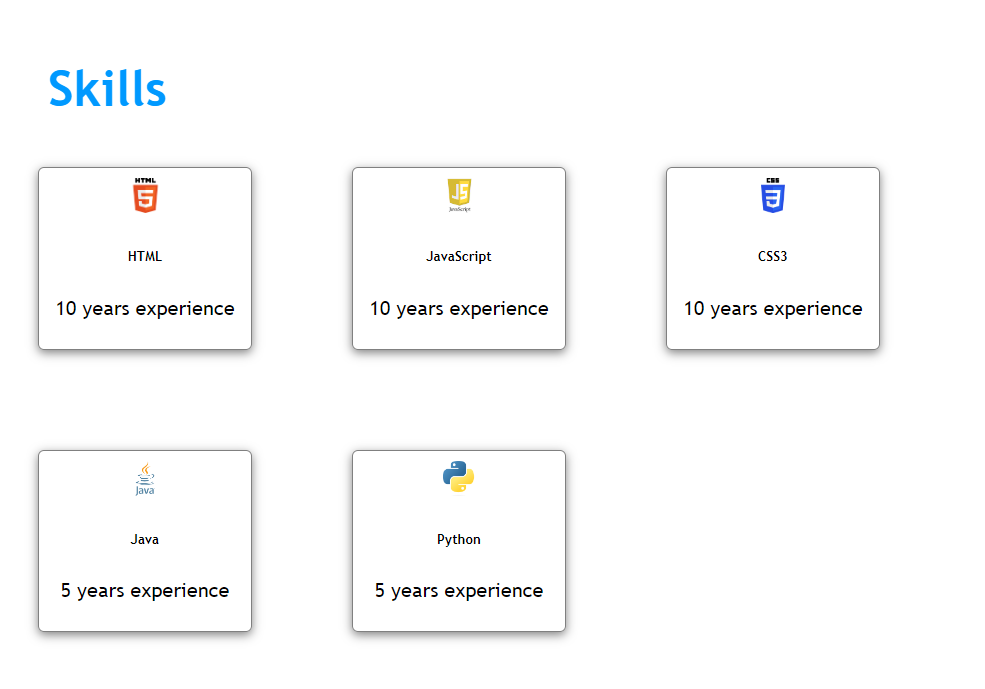 Skills
HTML
5
HTML
10 years experience
JS
JavaScript
JavaScript
10 years experience
CSS
3
CSS3
10 years experience
Java
Java
5 years experience
Python
5 years experience